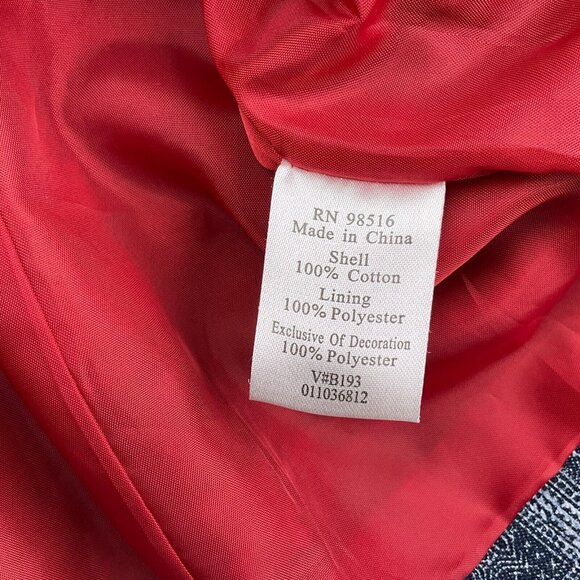 RN 98516
Made in China
Shell
100% Cotton
Lining
100% Polyester
Exclusive Of Decoration
100% Polyester
V#B193
011036812